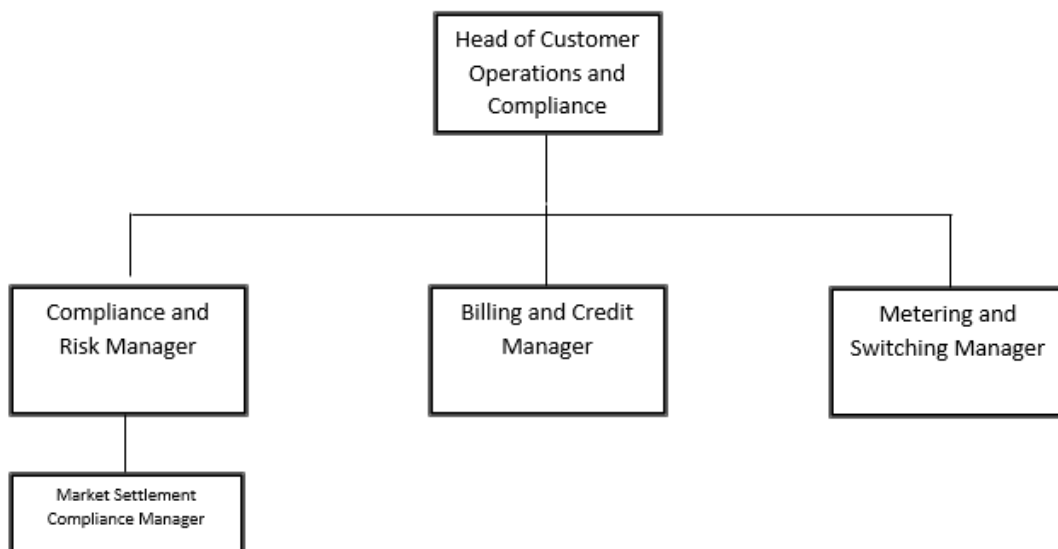 Head of Customer
Operations and
Compliance
Compliance and
Risk Manager
Billing and Credit
Manager
Metering and
Switching Manager
Market Settlement
Compliance Manager